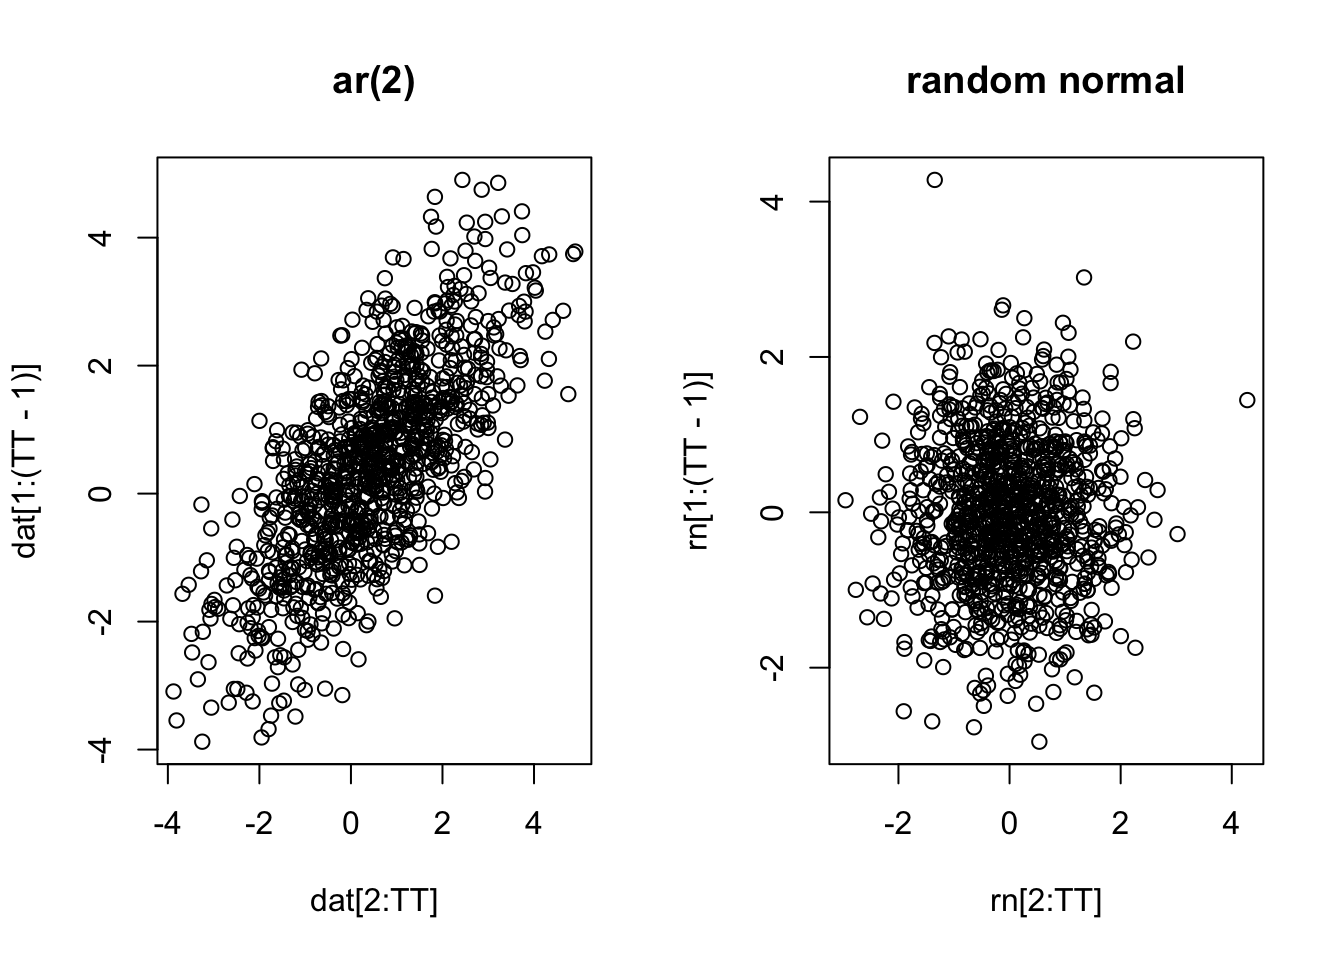 ar(2)
dat[1:(TT - 1)]
4
2
0
-2
-4
-4 -2 0 2 4
dat[2:TT]
random normal
rn[1:(TT - 1)]
4
2
0
-2
-2 0 2 4
rn[2:TT]